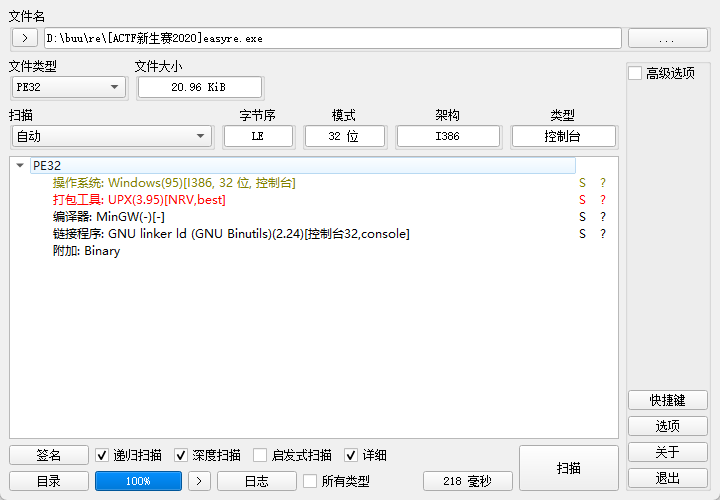 文件名
> D:\buu\re\[ACTF新生赛2020]easyre.exe ...
文件类型 文件大小 高级选项
PE32 20.96 KiB
扫描 字节序 模式 架构 类型
自动 LE 32 位 I386 控制台
PE32
操作系统: Windows(95)[I386, 32 位, 控制台] S ?
打包工具: UPX(3.95)[NRV,best] S ?
编译器: MinGW(-)[-] S ?
链接程序: GNU linker ld (GNU Binutils)(2.24)[控制台32,console] S ?
附加: Binary
快捷键
选项
关于
退出
签名 递归扫描 深度扫描 启发式扫描 详细 扫描
目录 100% > 日志 所有类型 218 毫秒